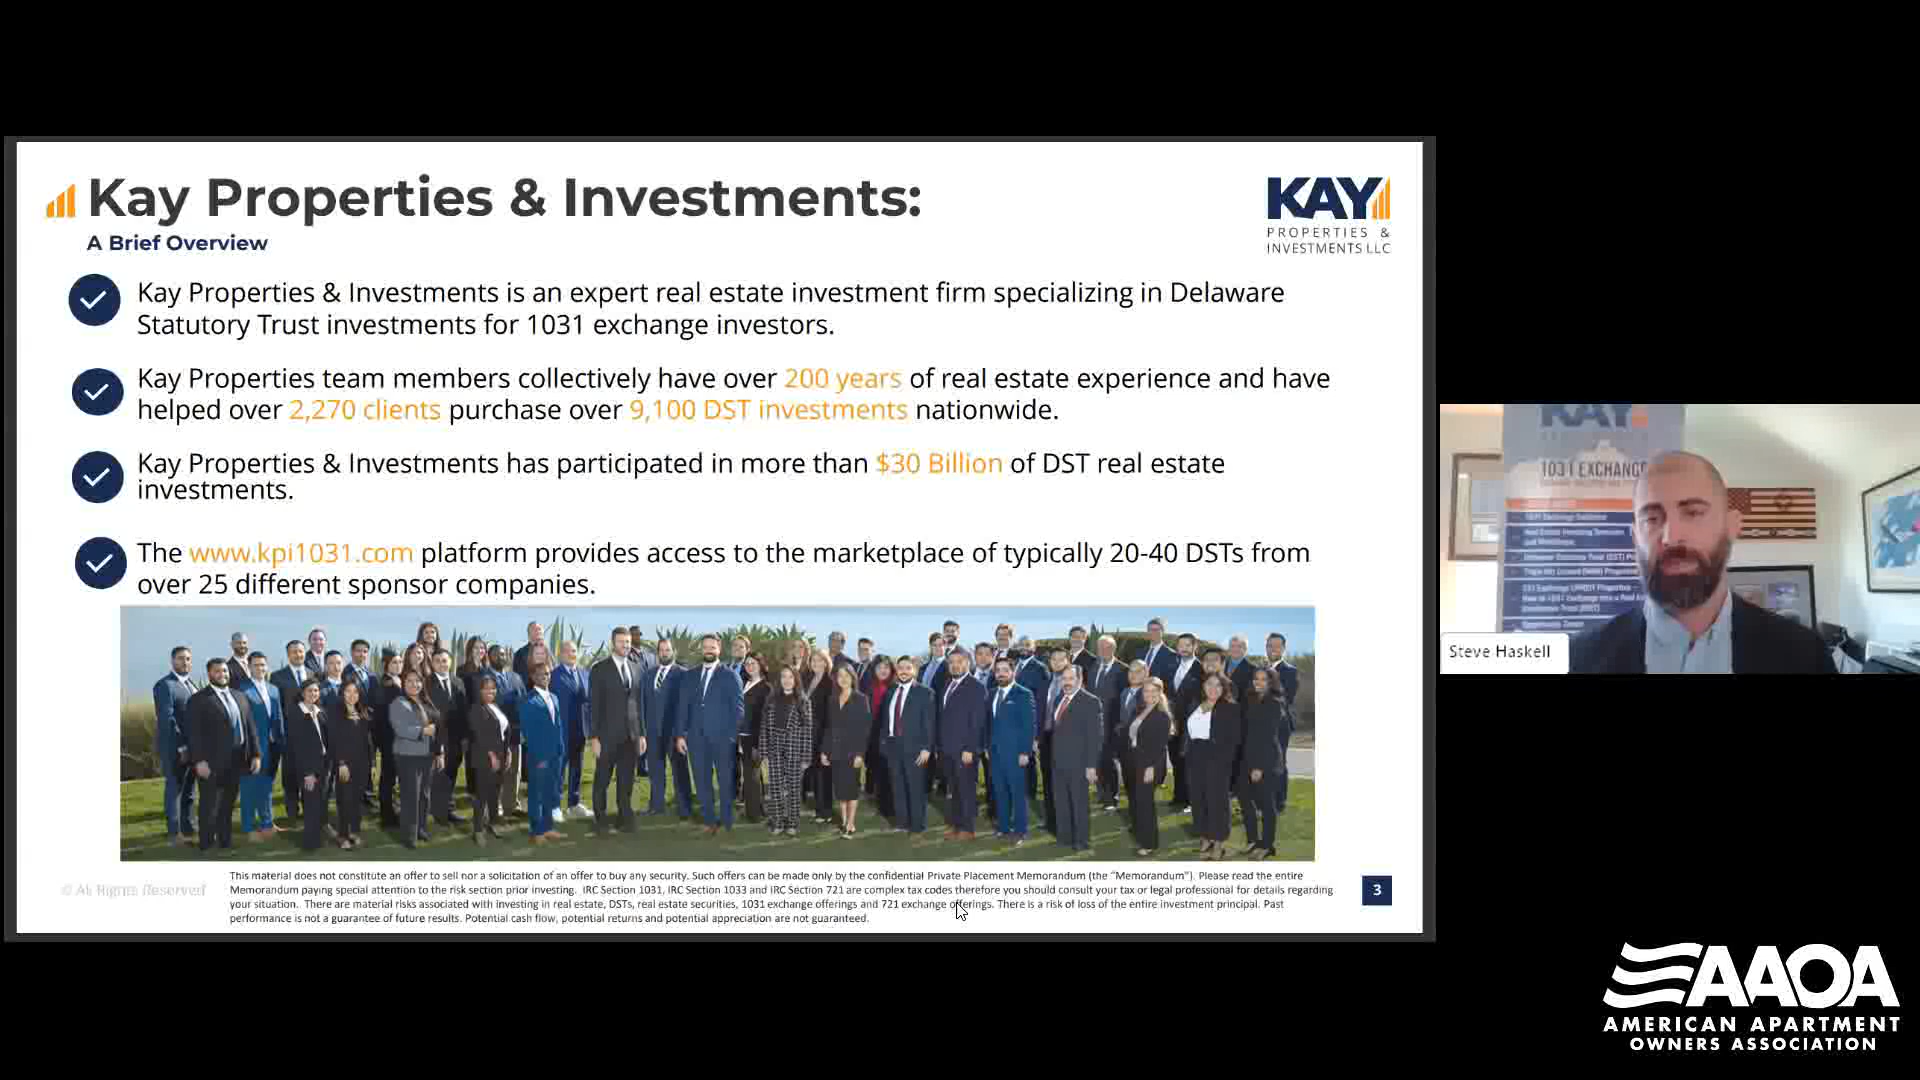 Kay Properties & Investments:
A Brief Overview
KAY
PROPERTIES &
INVESTMENTS LLC
Kay Properties & Investments is an expert real estate investment firm specializing in Delaware
Statutory Trust investments for 1031 exchange investors.
Kay Properties team members collectively have over 200 years of real estate experience and have
helped over 2,270 clients purchase over 9,100 DST investments nationwide.
Kay Properties & Investments has participated in more than $30 Billion of DST real estate
investments.
The www.kpi1031.com platform provides access to the marketplace of typically 20-40 DSTs from
over 25 different sponsor companies.
© All Rights Reserved
This material does not constitute an offer to sell nor a solicitation of an offer to buy any security. Such offers can be made only by the confidential Private Placement Memorandum (the “Memorandum”). Please read the entire
Memorandum paying special attention to the risk section prior investing. IRC Section 1031, IRC Section 1033 and IRC Section 721 are complex tax codes therefore you should consult your tax or legal professional for details regarding
your situation. There are material risks associated with investing in real estate, DSTs, real estate securities, 1031 exchange offerings and 721 exchange offerings. There is a risk of loss of the entire investment principal. Past
performance is not a guarantee of future results. Potential cash flow, potential returns and potential appreciation are not guaranteed.
3
KAY
1031 EXCHANGE
Steve Haskell
AAOA
AMERICAN APARTMENT
OWNERS ASSOCIATION